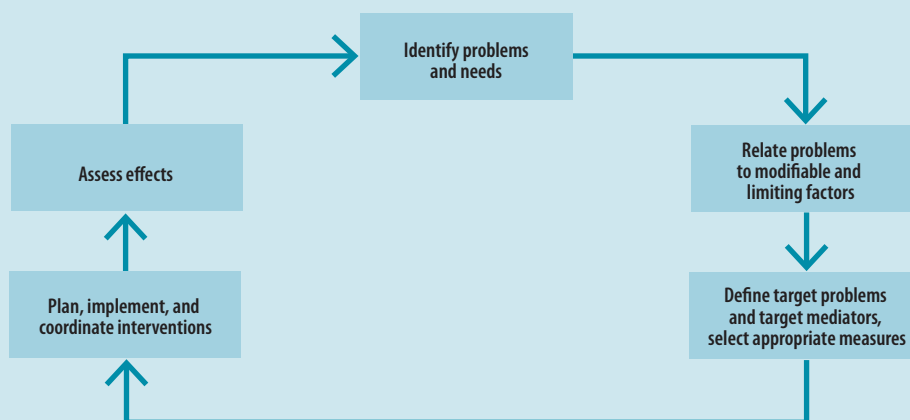 Identify problems
and needs
Relate problems
to modifiable and
limiting factors
Define target problems
and target mediators,
select appropriate measures
Plan, implement, and
coordinate interventions
Assess effects